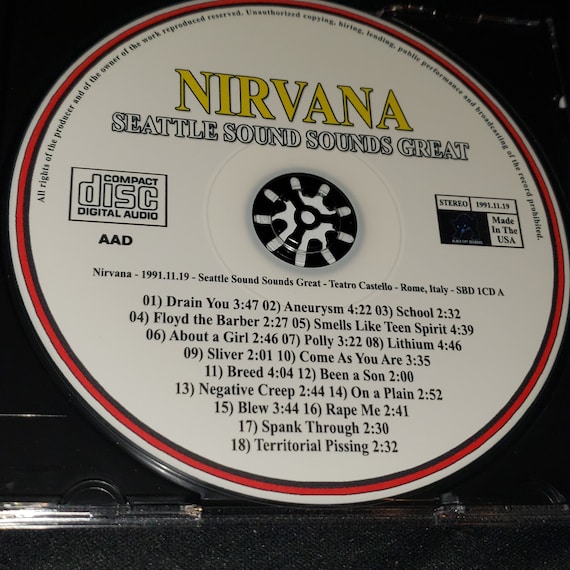 All rights of the producer and of the owner of the work reproduced reserved. Unauthorized copying, hiring, lending, public performance and broadcasting of the record prohibited.
NIRVANA
SEATTLE SOUND SOUNDS GREAT
COMPACT
disc
DIGITAL AUDIO
AAD
STEREO 1991.11.19
Made
In The
USA
Nirvana - 1991.11.19 - Seattle Sound Sounds Great - Teatro Castello - Rome, Italy - SBD 1CD A
01) Drain You 3:47 02) Aneurysm 4:22 03) School 2:32
04) Floyd the Barber 2:27 05) Smells Like Teen Spirit 4:39
06) About a Girl 2:46 07) Polly 3:22 08) Lithium 4:46
09) Sliver 2:01 10) Come As You Are 3:35
11) Breed 4:04 12) Been a Son 2:00
13) Negative Creep 2:44 14) On a Plain 2:52
15) Blew 3:44 16) Rape Me 2:41
17) Spank Through 2:30
18) Territorial Pissing 2:32